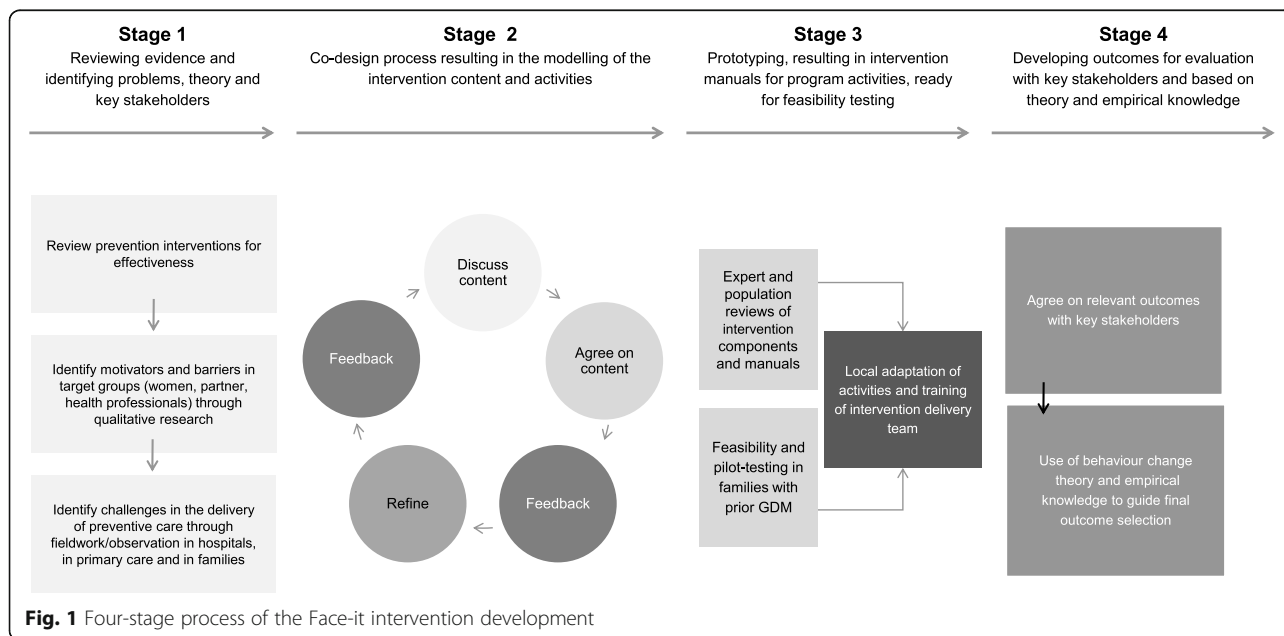 Stage 1
Reviewing evidence and
identifying problems, theory and
key stakeholders
Stage 2
Co-design process resulting in the modelling of the
intervention content and activities
Stage 3
Prototyping, resulting in intervention
manuals for program activities, ready
for feasibility testing
Stage 4
Developing outcomes for evaluation
with key stakeholders and based on
theory and empirical knowledge
Review prevention interventions for
effectiveness
Identify motivators and barriers in
target groups (women, partner,
health professionals) through
qualitative research
Identify challenges in the delivery
of preventive care through
fieldwork/observation in hospitals,
in primary care and in families
Discuss
content
Agree on
content
Feedback
Refine
Feedback
Expert and
population
reviews of
intervention
components
and manuals
Feasibility and
pilot-testing in
families with
prior GDM
Local adaptation of
activities and training
of intervention delivery
team
Agree on relevant outcomes
with key stakeholders
Use of behaviour change
theory and empirical
knowledge to guide final
outcome selection
Fig. 1 Four-stage process of the Face-it intervention development